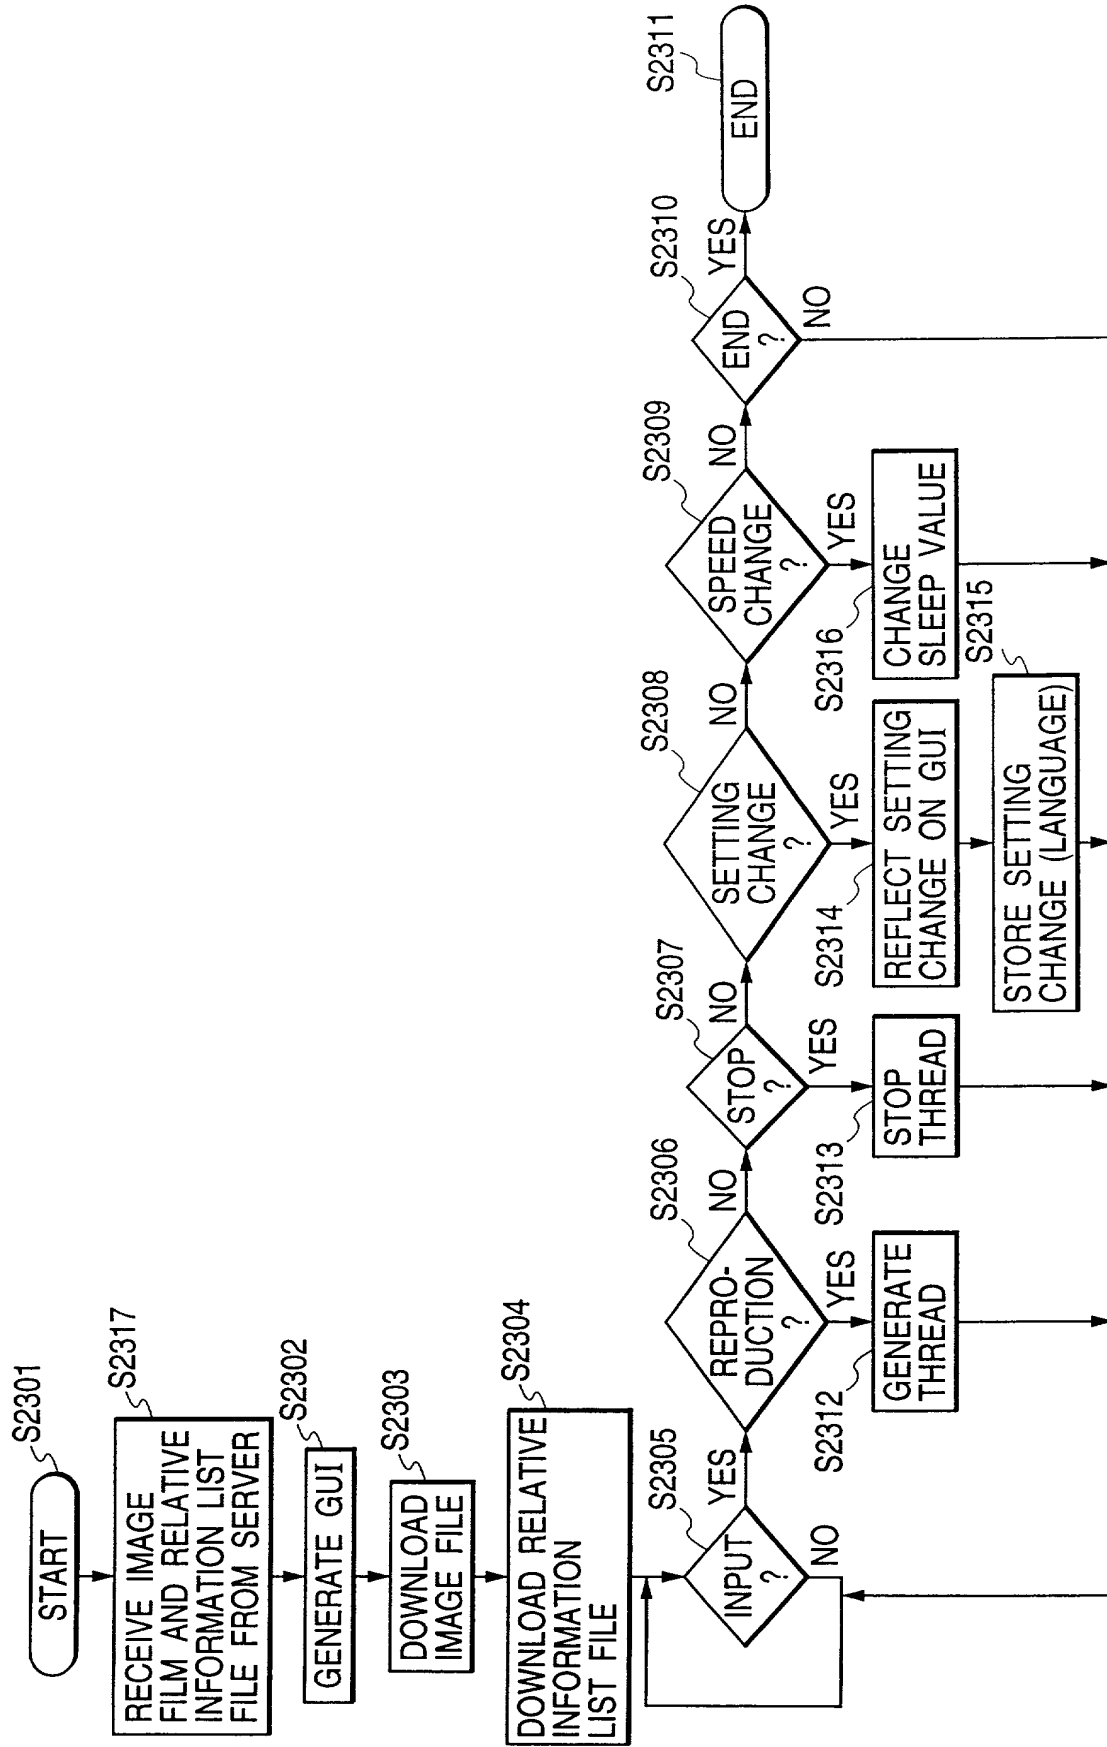 START
S2301
RECEIVE IMAGE
FILM AND RELATIVE
INFORMATION LIST
FILE FROM SERVER
S2317
GENERATE GUI
S2302
DOWNLOAD
IMAGE FILE
S2303
DOWNLOAD RELATIVE
INFORMATION
LIST FILE
S2304
INPUT
?
S2305
YES
NO
REPRO-
DUCTION
?
S2306
NO
YES
S2312
GENERATE
THREAD
STOP
?
S2307
NO
YES
S2313
STOP
THREAD
SETTING
CHANGE
?
S2308
NO
YES
S2314
REFLECT SETTING
CHANGE ON GUI
STORE SETTING
CHANGE (LANGUAGE)
S2315
SPEED
CHANGE
?
S2309
NO
YES
S2316
CHANGE
SLEEP VALUE
END
?
S2310
YES
NO
END
S2311